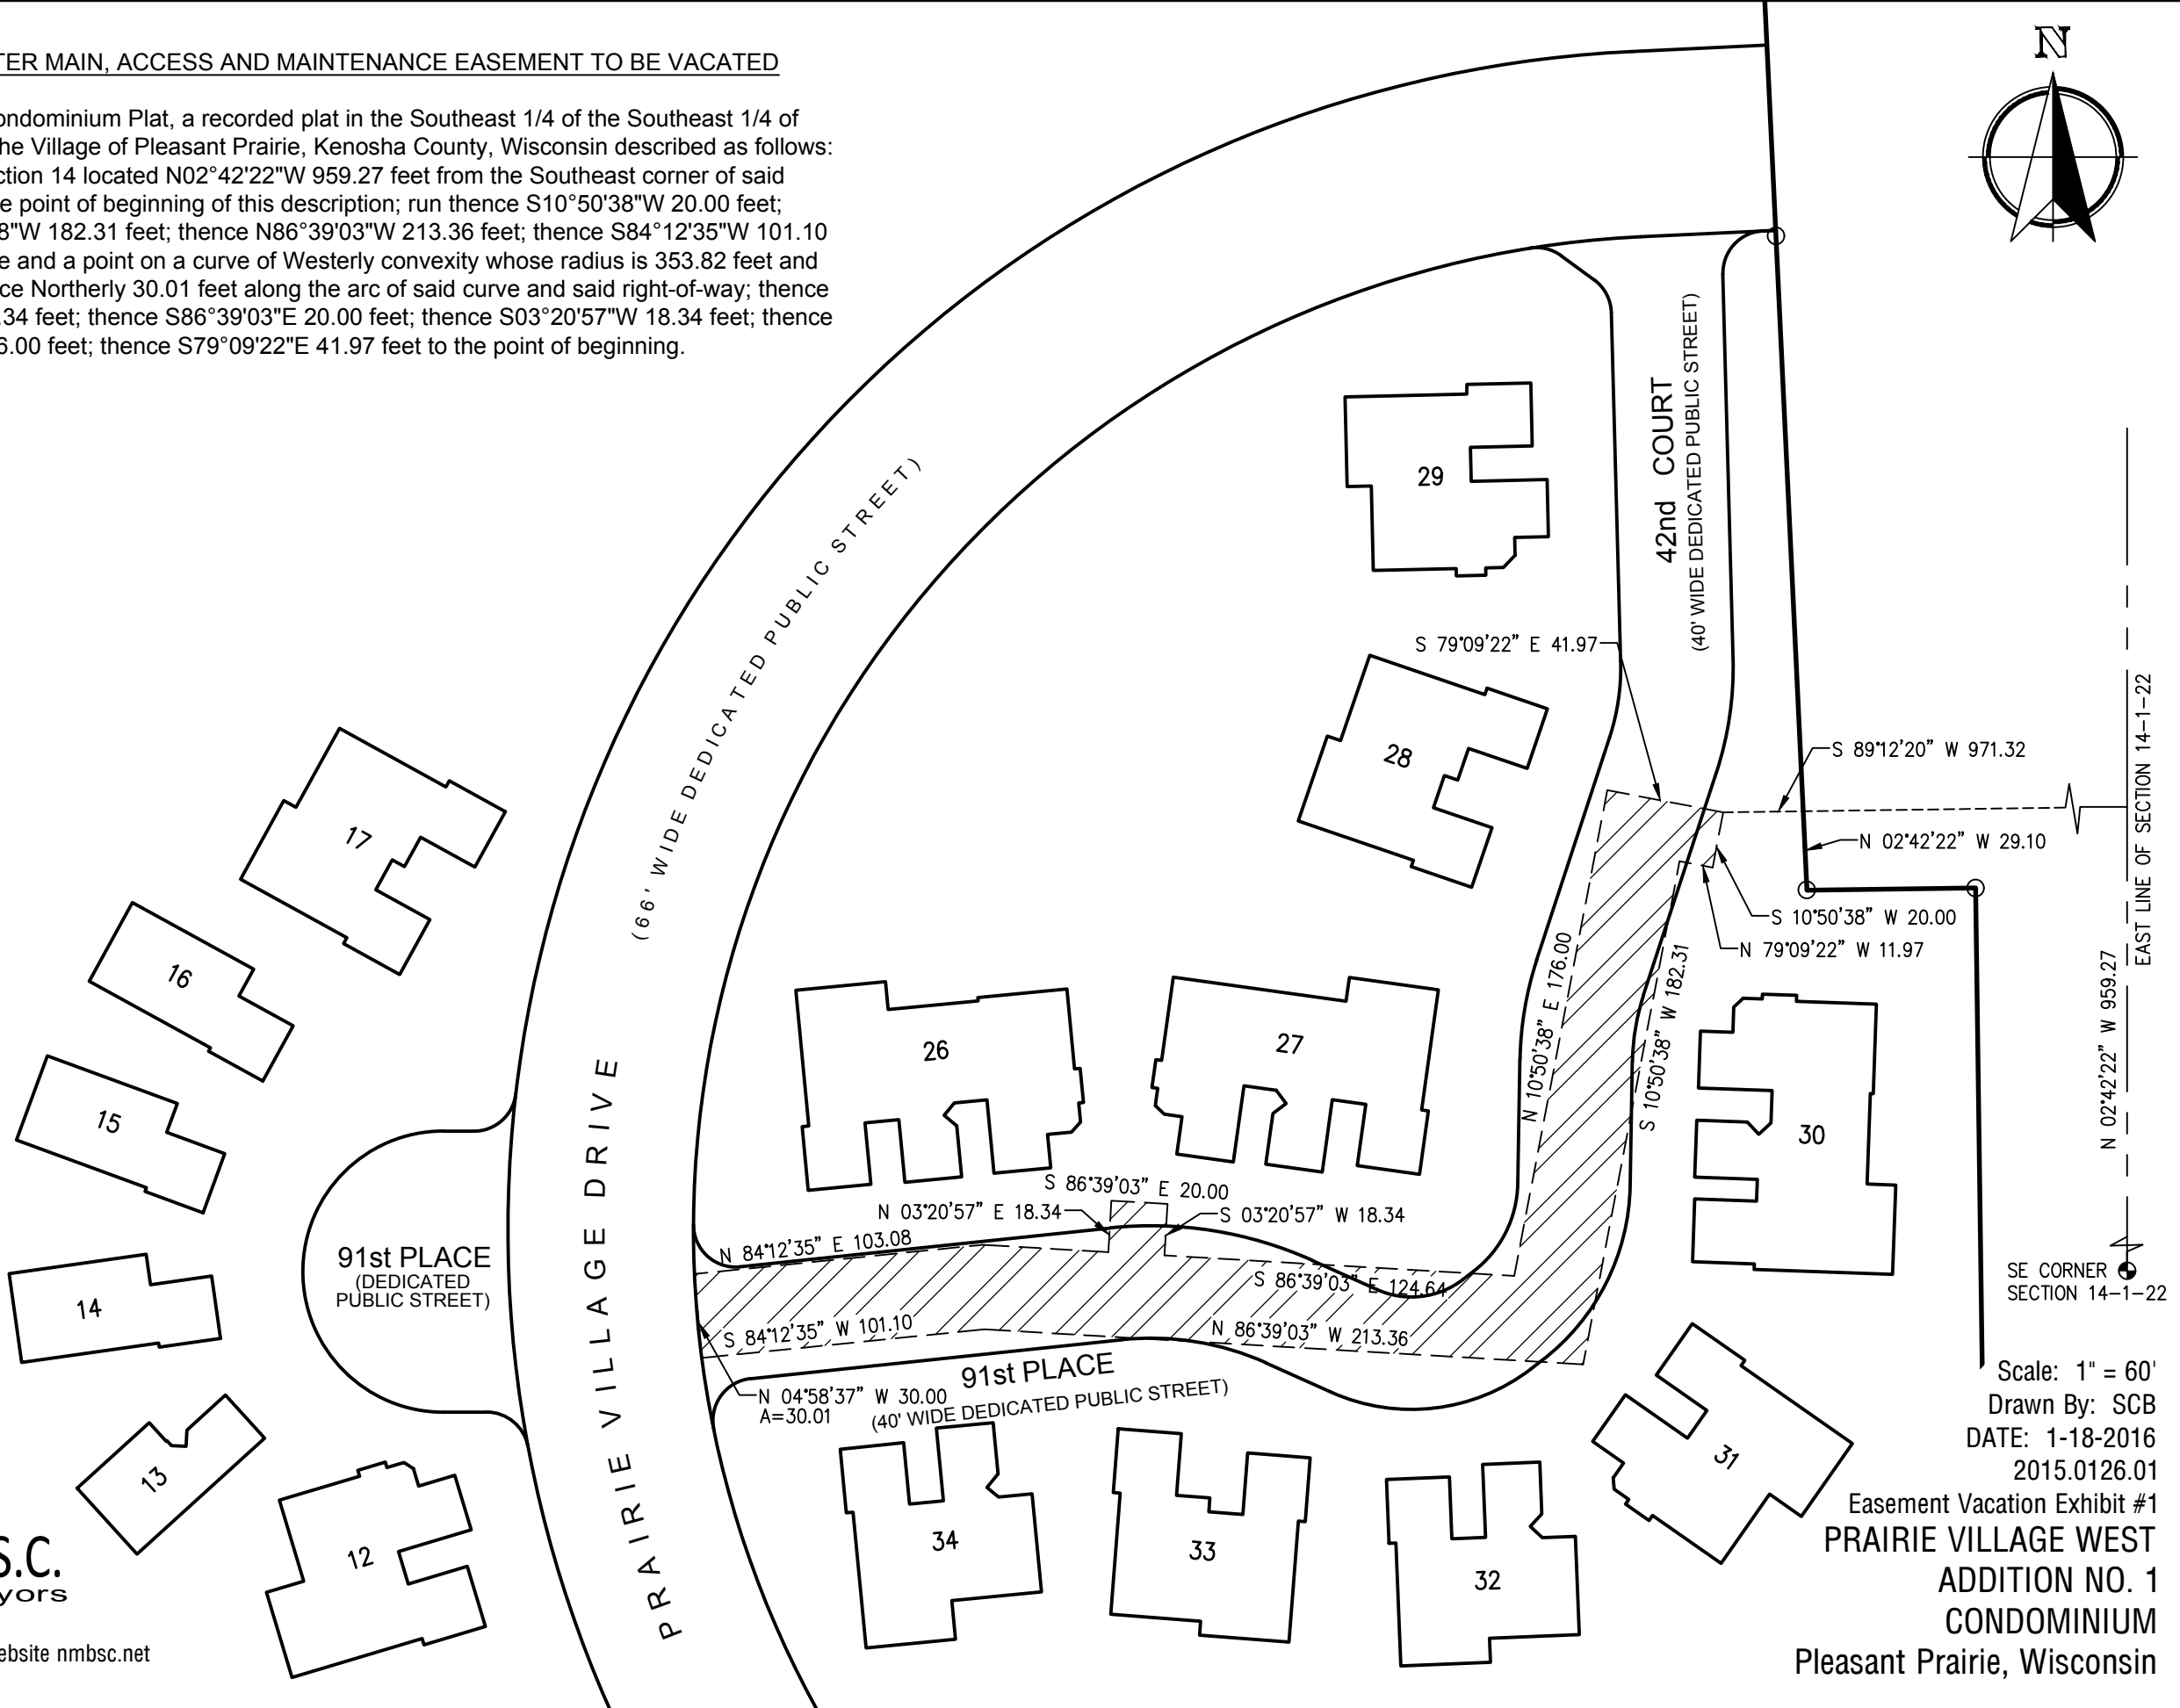 TER MAIN, ACCESS AND MAINTENANCE EASEMENT TO BE VACATED
ondominium Plat, a recorded plat in the Southeast 1/4 of the Southeast 1/4 of
he Village of Pleasant Prairie, Kenosha County, Wisconsin described as follows:
ction 14 located N02°42'22"W 959.27 feet from the Southeast corner of said
e point of beginning of this description; run thence S10°50'38"W 20.00 feet;
8"W 182.31 feet; thence N86°39'03"W 213.36 feet; thence S84°12'35"W 101.10
e and a point on a curve of Westerly convexity whose radius is 353.82 feet and
ce Northerly 30.01 feet along the arc of said curve and said right-of-way; thence
.34 feet; thence S86°39'03"E 20.00 feet; thence S03°20'57"W 18.34 feet; thence
6.00 feet; thence S79°09'22"E 41.97 feet to the point of beginning.
N
29
42nd COURT
(40' WIDE DEDICATED PUBLIC STREET)
(66' WIDE DEDICATED PUBLIC STREET)
S 79°09'22" E 41.97
28
S 89°12'20" W 971.32
N 02°42'22" W 29.10
S 10°50'38" W 20.00
N 79°09'22" W 11.97
EAST LINE OF SECTION 14-1-22
N 02°42'22" W 959.27
17
16
15
14
13
12
26
27
N 10°50'38" E 176.00
S 10°50'38" W 182.31
30
S 86°39'03" E 20.00
N 03°20'57" E 18.34
S 03°20'57" W 18.34
N 84°12'35" E 103.08
S 86°39'03" E 124.64
S 84°12'35" W 101.10
N 86°39'03" W 213.36
91st PLACE
(DEDICATED
PUBLIC STREET)
PRAIRIE VILLAGE DRIVE
N 04°58'37" W 30.00
A=30.01
91st PLACE
(40' WIDE DEDICATED PUBLIC STREET)
SE CORNER
SECTION 14-1-22
34
33
32
31
S.C.
yors
ebsite nmbsc.net
Scale: 1" = 60'
Drawn By: SCB
DATE: 1-18-2016
2015.0126.01
Easement Vacation Exhibit #1
PRAIRIE VILLAGE WEST
ADDITION NO. 1
CONDOMINIUM
Pleasant Prairie, Wisconsin